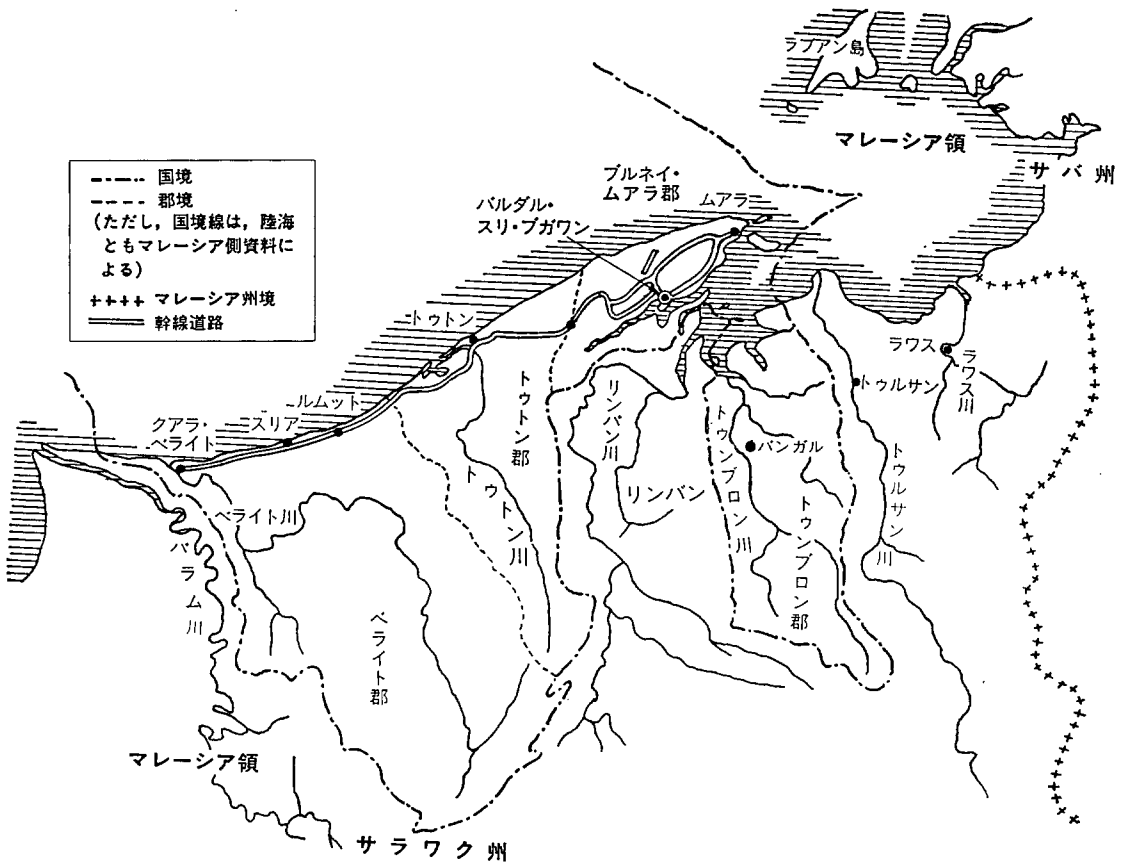 ラブアン島
マレーシア領
サバ州
国境
郡境
(ただし，国境線は，陸海
ともマレーシア側資料に
よる)
マレーシア州境
幹線道路
ブルネイ・
ムアラ郡
ムアラ
バルダル・
スリ・ブガワン
トゥトン
ルムット
スリア
クアラ・
ベライト
ベライト川
バラム川
ベライト郡
トゥトン川
トゥトン郡
リンバン川
リンバン
トゥンブロン川
バンガル
トゥンブロン郡
トゥルサン
トゥルサン川
ラワス
ラワス川
マレーシア領
サラワク州